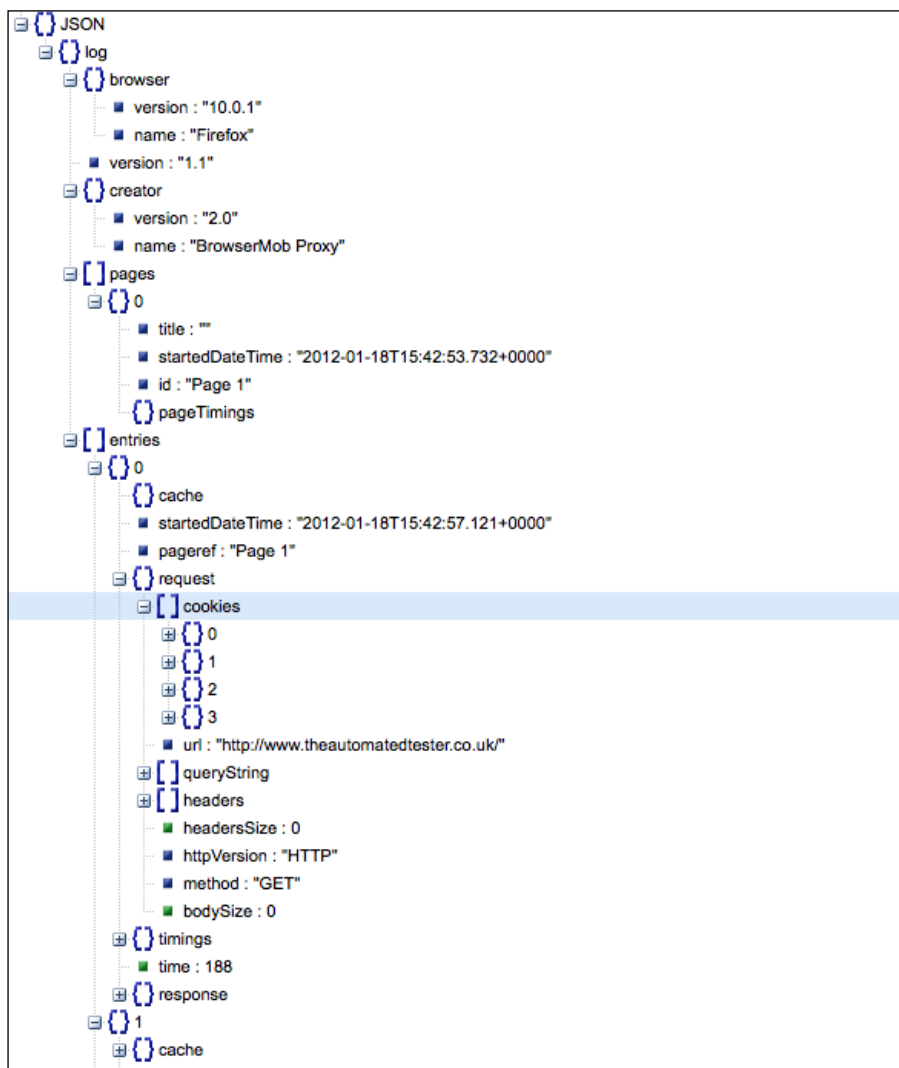 {} JSON
{} log
{} browser
version : "10.0.1"
name : "Firefox"
version : "1.1"
{} creator
version : "2.0"
name : "BrowserMob Proxy"
[] pages
{} 0
title : ""
startedDateTime : "2012-01-18T15:42:53.732+0000"
id : "Page 1"
{} pageTimings
[] entries
{} 0
{} cache
startedDateTime : "2012-01-18T15:42:57.121+0000"
pageref : "Page 1"
{} request
[] cookies
{} 0
{} 1
{} 2
{} 3
url : "http://www.theautomatedtester.co.uk/"
[] queryString
[] headers
headersSize : 0
httpVersion : "HTTP"
method : "GET"
bodySize : 0
{} timings
time : 188
{} response
{} 1
{} cache